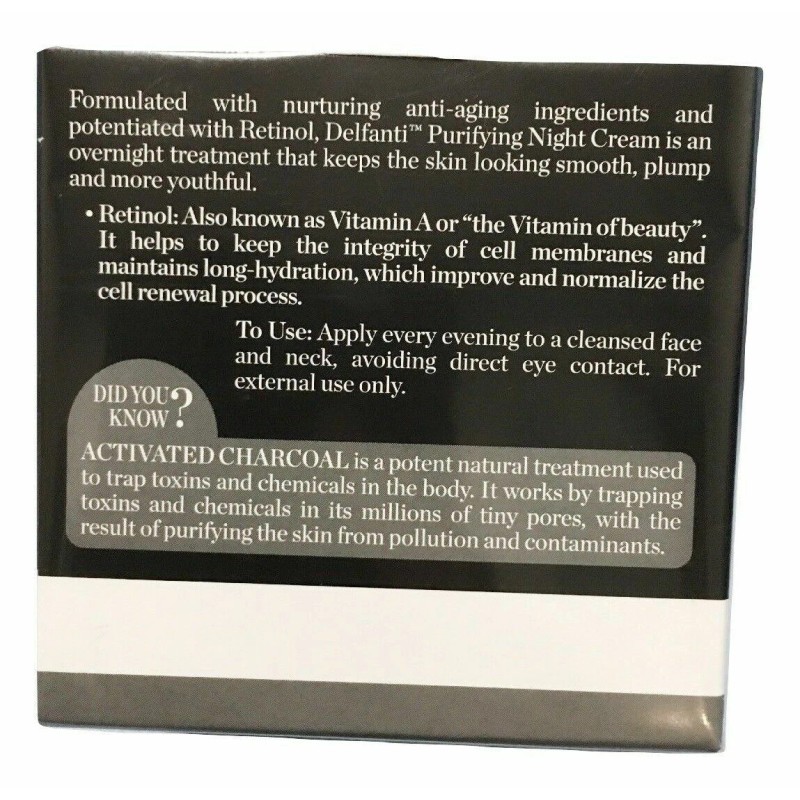 Formulated with nurturing anti-aging ingredients and
potentiated with Retinol, Delfanti™ Purifying Night Cream is an
overnight treatment that keeps the skin looking smooth, plump
and more youthful.
• Retinol: Also known as Vitamin A or “the Vitamin of beauty”.
It helps to keep the integrity of cell membranes and
maintains long-hydration, which improve and normalize the
cell renewal process.
To Use: Apply every evening to a cleansed face
and neck, avoiding direct eye contact. For
external use only.
DID YOU
KNOW?
ACTIVATED CHARCOAL is a potent natural treatment used
to trap toxins and chemicals in the body. It works by trapping
toxins and chemicals in its millions of tiny pores, with the
result of purifying the skin from pollution and contaminants.